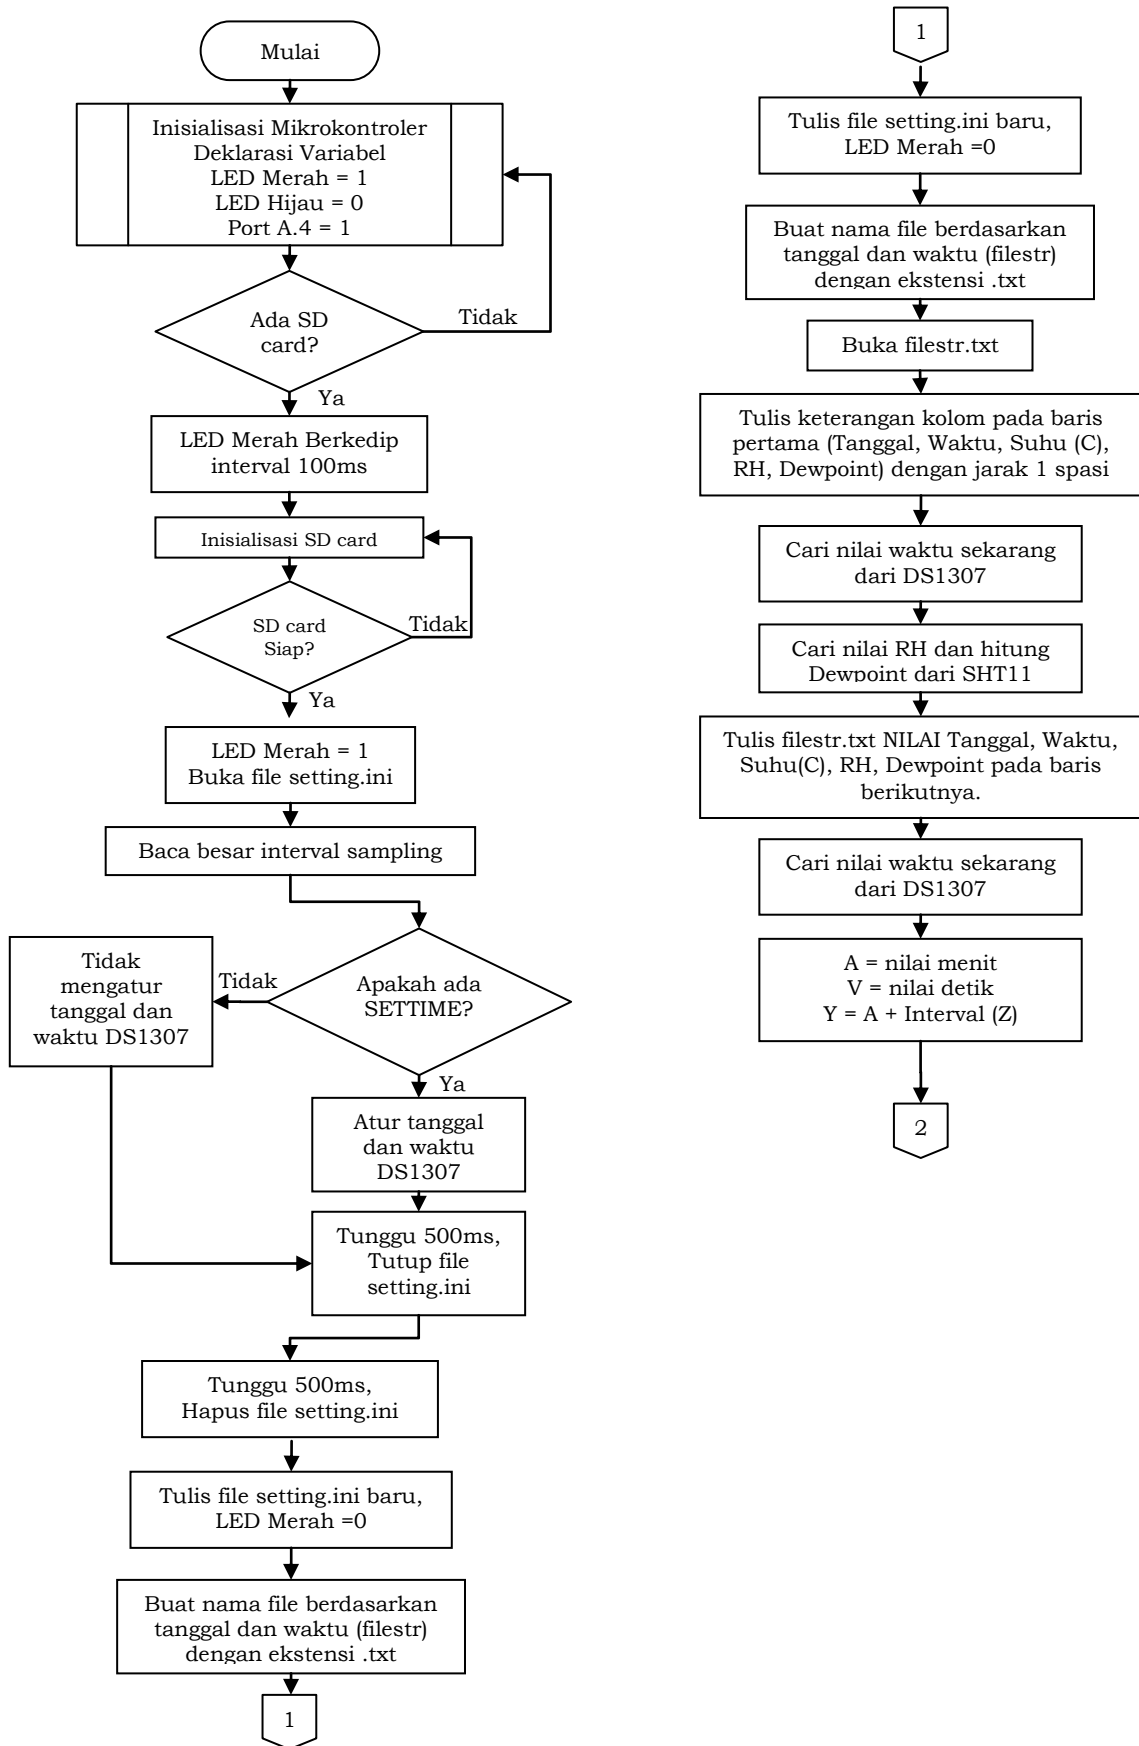 Mulai
Inisialisasi Mikrokontroler
Deklarasi Variabel
LED Merah = 1
LED Hijau = 0
Port A.4 = 1
Ada SD
card?
Tidak
Ya
LED Merah Berkedip
interval 100ms
Inisialisasi SD card
SD card
Siap?
Tidak
Ya
LED Merah = 1
Buka file setting.ini
Baca besar interval sampling
Apakah ada
SETTIME?
Tidak
Tidak
mengatur
tanggal dan
waktu DS1307
Ya
Atur tanggal
dan waktu
DS1307
Tunggu 500ms,
Tutup file
setting.ini
Tunggu 500ms,
Hapus file setting.ini
Tulis file setting.ini baru,
LED Merah =0
Buat nama file berdasarkan
tanggal dan waktu (filestr)
dengan ekstensi .txt
1
1
Tulis file setting.ini baru,
LED Merah =0
Buat nama file berdasarkan
tanggal dan waktu (filestr)
dengan ekstensi .txt
Buka filestr.txt
Tulis keterangan kolom pada baris
pertama (Tanggal, Waktu, Suhu (C),
RH, Dewpoint) dengan jarak 1 spasi
Cari nilai waktu sekarang
dari DS1307
Cari nilai RH dan hitung
Dewpoint dari SHT11
Tulis filestr.txt NILAI Tanggal, Waktu,
Suhu(C), RH, Dewpoint pada baris
berikutnya.
Cari nilai waktu sekarang
dari DS1307
A = nilai menit
V = nilai detik
Y = A + Interval (Z)
2